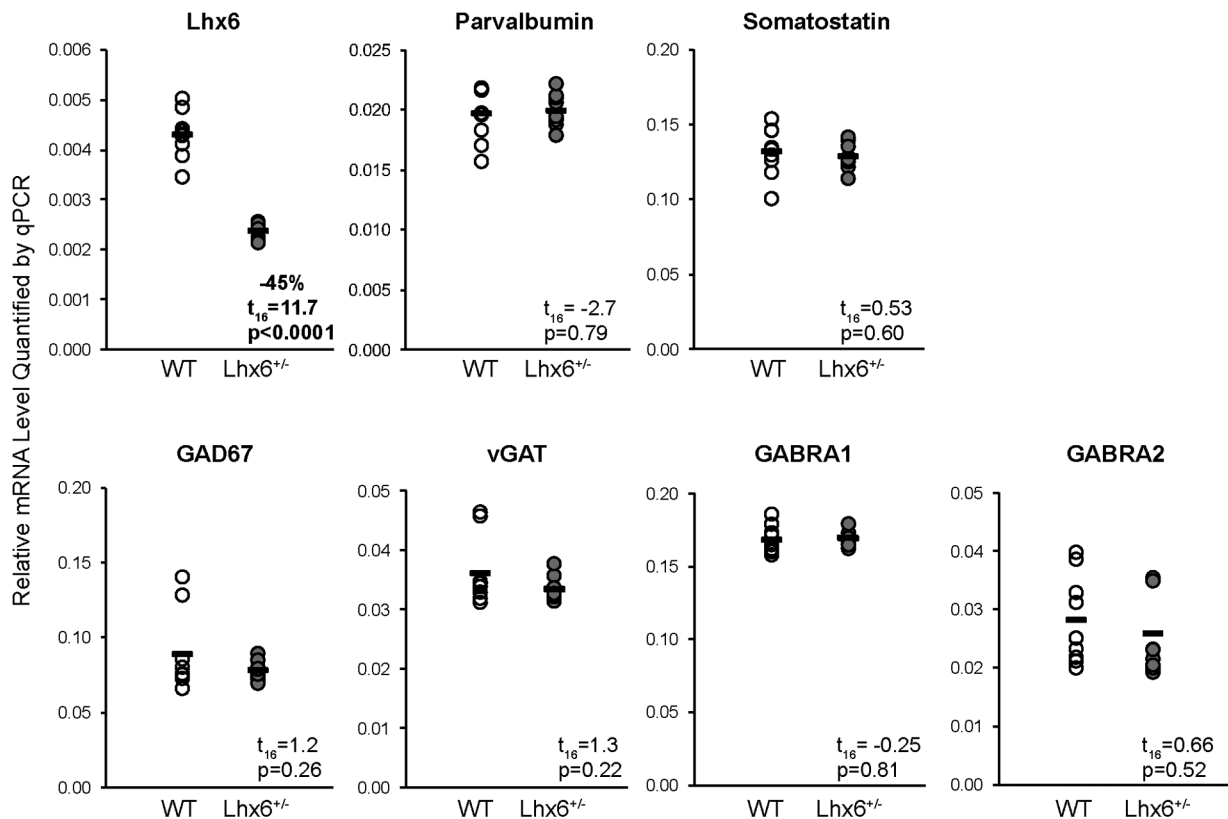 Relative mRNA Level Quantified by qPCR
Lhx6
0.006
0.005
0.004
0.003
0.002
0.001
0.000
-45%
t16=11.7
p<0.0001
WT Lhx6+/-
Parvalbumin
0.025
0.020
0.015
0.010
0.005
0.000
t16= -2.7
p=0.79
WT Lhx6+/-
Somatostatin
0.20
0.15
0.10
0.05
0.00
t16=0.53
p=0.60
WT Lhx6+/-
GAD67
0.20
0.15
0.10
0.05
0.00
t16=1.2
p=0.26
WT Lhx6+/-
vGAT
0.05
0.04
0.03
0.02
0.01
0.00
t16=1.3
p=0.22
WT Lhx6+/-
GABRA1
0.20
0.15
0.10
0.05
0.00
t16= -0.25
p=0.81
WT Lhx6+/-
GABRA2
0.05
0.04
0.03
0.02
0.01
0.00
t16=0.66
p=0.52
WT Lhx6+/-